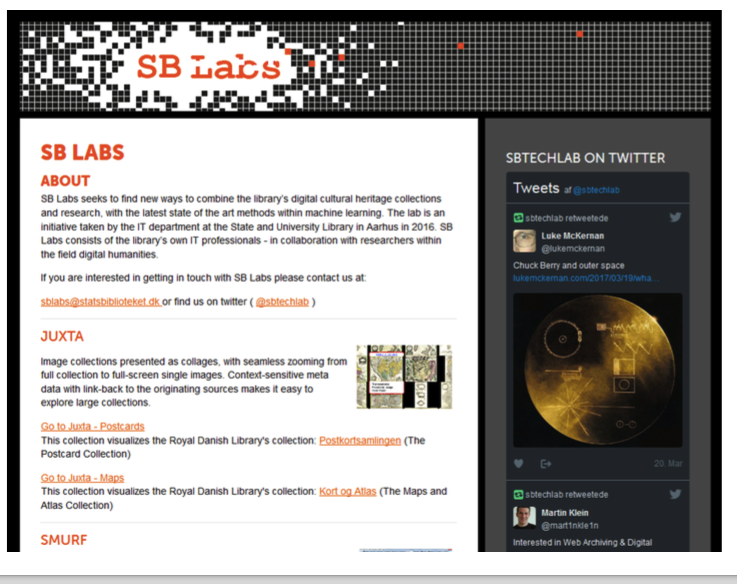 SB Labs
SB LABS
ABOUT
SB Labs seeks to find new ways to combine the library's digital cultural heritage collections
and research, with the latest state of the art methods within machine learning. The lab is an
initiative taken by the IT department at the State and University Library in Aarhus in 2016. SB
Labs consists of the library's own IT professionals - in collaboration with researchers within
the field digital humanities.
If you are interested in getting in touch with SB Labs please contact us at:
sblabs@statsbiblioteket.dk or find us on twitter ( @sbtechlab )
JUXTA
Image collections presented as collages, with seamless zooming from
full collection to full-screen single images. Context-sensitive meta
data with link-back to the originating sources makes it easy to
explore large collections.
Go to Juxta - Postcards
This collection visualizes the Royal Danish Library's collection: Postkortsamlingen (The
Postcard Collection)
Go to Juxta - Maps
This collection visualizes the Royal Danish Library's collection: Kort og Atlas (The Maps and
Atlas Collection)
SMURF
SBTECHLAB ON TWITTER
Tweets af @sbtechlab
sbtechlab retweetede
Luke McKernan
@lukemckernan
Chuck Berry and outer space
lukemckernan.com/2017/03/19/wha...
29. Mar
sbtechlab retweetede
Martin Klein
@mart1nkle1n
Interested in Web Archiving & Digital